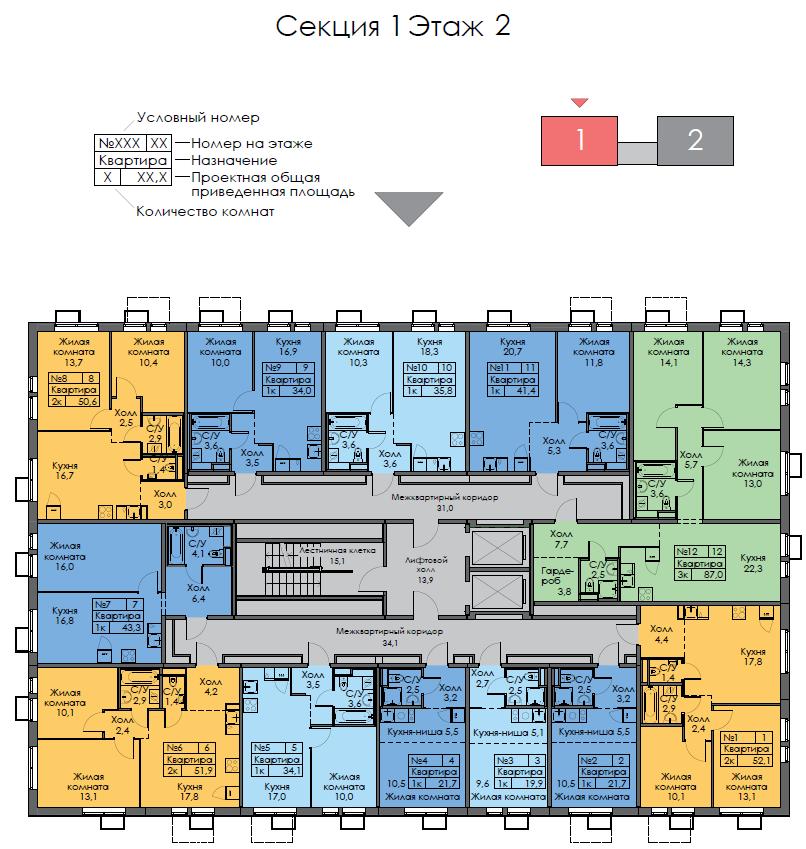 Секция 1 Этаж 2
Условный номер
№XXX XX
Номер на этаже
Квартира
Назначение
X XX,X
Проектная общая
приведенная площадь
Количество комнат
1
2
Жилая
комната
13,7
Жилая
комната
10,4
№8 8
Квартира
2к 50,6
Холл
2,5
С/У
2,9
С/У
1,4
Кухня
16,7
Холл
3,0
Жилая
комната
10,0
Кухня
16,9
№9 9
Квартира
1к 34,0
С/У
3,6
Холл
3,5
Жилая
комната
10,3
Кухня
18,3
№10 10
Квартира
1к 35,8
С/У
3,6
Холл
3,6
Кухня
20,7
Жилая
комната
11,8
№11 11
Квартира
1к 41,4
Холл
5,3
С/У
3,6
Жилая
комната
14,1
Жилая
комната
14,3
Холл
5,7
С/У
3,6
Жилая
комната
13,0
Холл
7,7
Гарде-
роб
3,8
С/У
2,5
№12 12
Квартира
3к 87,0
Кухня
22,3
Межквартирный коридор
31,0
Лестничная клетка
15,1
Лифтовой
холл
13,9
Межквартирный коридор
34,1
Жилая
комната
16,0
С/У
4,1
Холл
6,4
Кухня
16,8
№7 7
Квартира
1к 43,3
Жилая
комната
10,1
С/У
2,9
С/У
1,4
Холл
4,2
Холл
2,4
№6 6
Квартира
2к 51,9
Жилая
комната
13,1
Кухня
17,8
Холл
3,5
С/У
3,6
№5 5
Квартира
1к 34,1
Кухня
17,0
Жилая
комната
10,0
С/У
2,5
Холл
3,2
Кухня-ниша 5,5
№4 4
Квартира
1к 21,7
10,5
Жилая комната
Холл
2,7
С/У
2,5
Кухня-ниша 5,1
№3 3
Квартира
1к 19,9
9,6
Жилая комната
С/У
2,5
Холл
3,2
Кухня-ниша 5,5
№2 2
Квартира
1к 21,7
10,5
Жилая комната
Холл
4,4
Кухня
17,8
С/У
1,4
С/У
2,9
Холл
2,4
№1 1
Квартира
2к 52,1
Жилая
комната
10,1
Жилая
комната
13,1